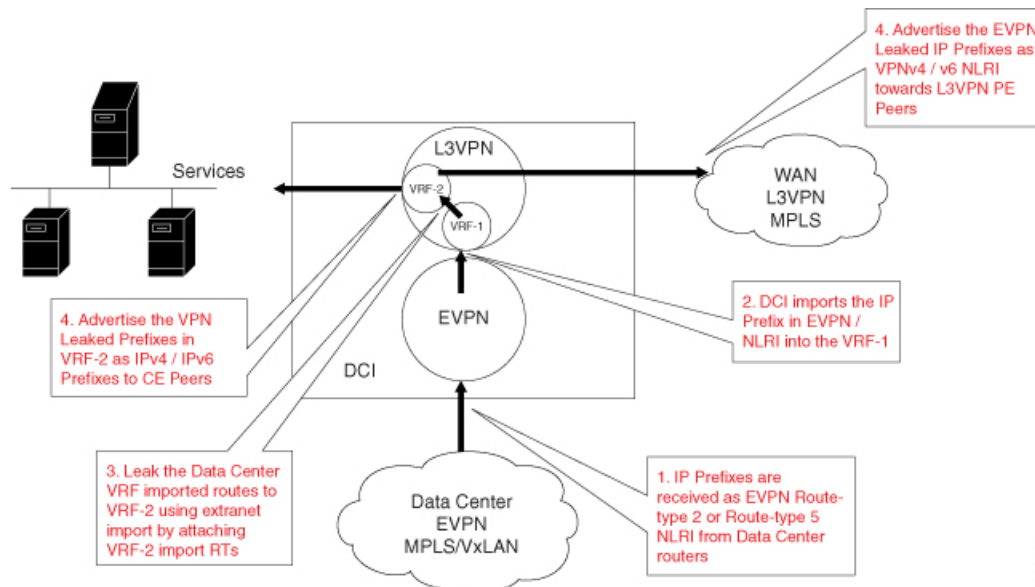 4. Advertise the EVPN
Leaked IP Prefixes as
VPNv4 / v6 NLRI
towards L3VPN PE
Peers
L3VPN
Services
VRF-2
VRF-1
WAN
L3VPN
MPLS
EVPN
DCI
2. DCI imports the IP
Prefix in EVPN /
NLRI into the VRF-1
4. Advertise the VPN
Leaked Prefixes in
VRF-2 as IPv4 / IPv6
Prefixes to CE Peers
3. Leak the Data Center
VRF imported routes to
VRF-2 using extranet
import by attaching
VRF-2 import RTs
Data Center
EVPN
MPLS/VxLAN
1. IP Prefixes are
received as EVPN Route-
type 2 or Route-type 5
NLRI from Data Center
routers